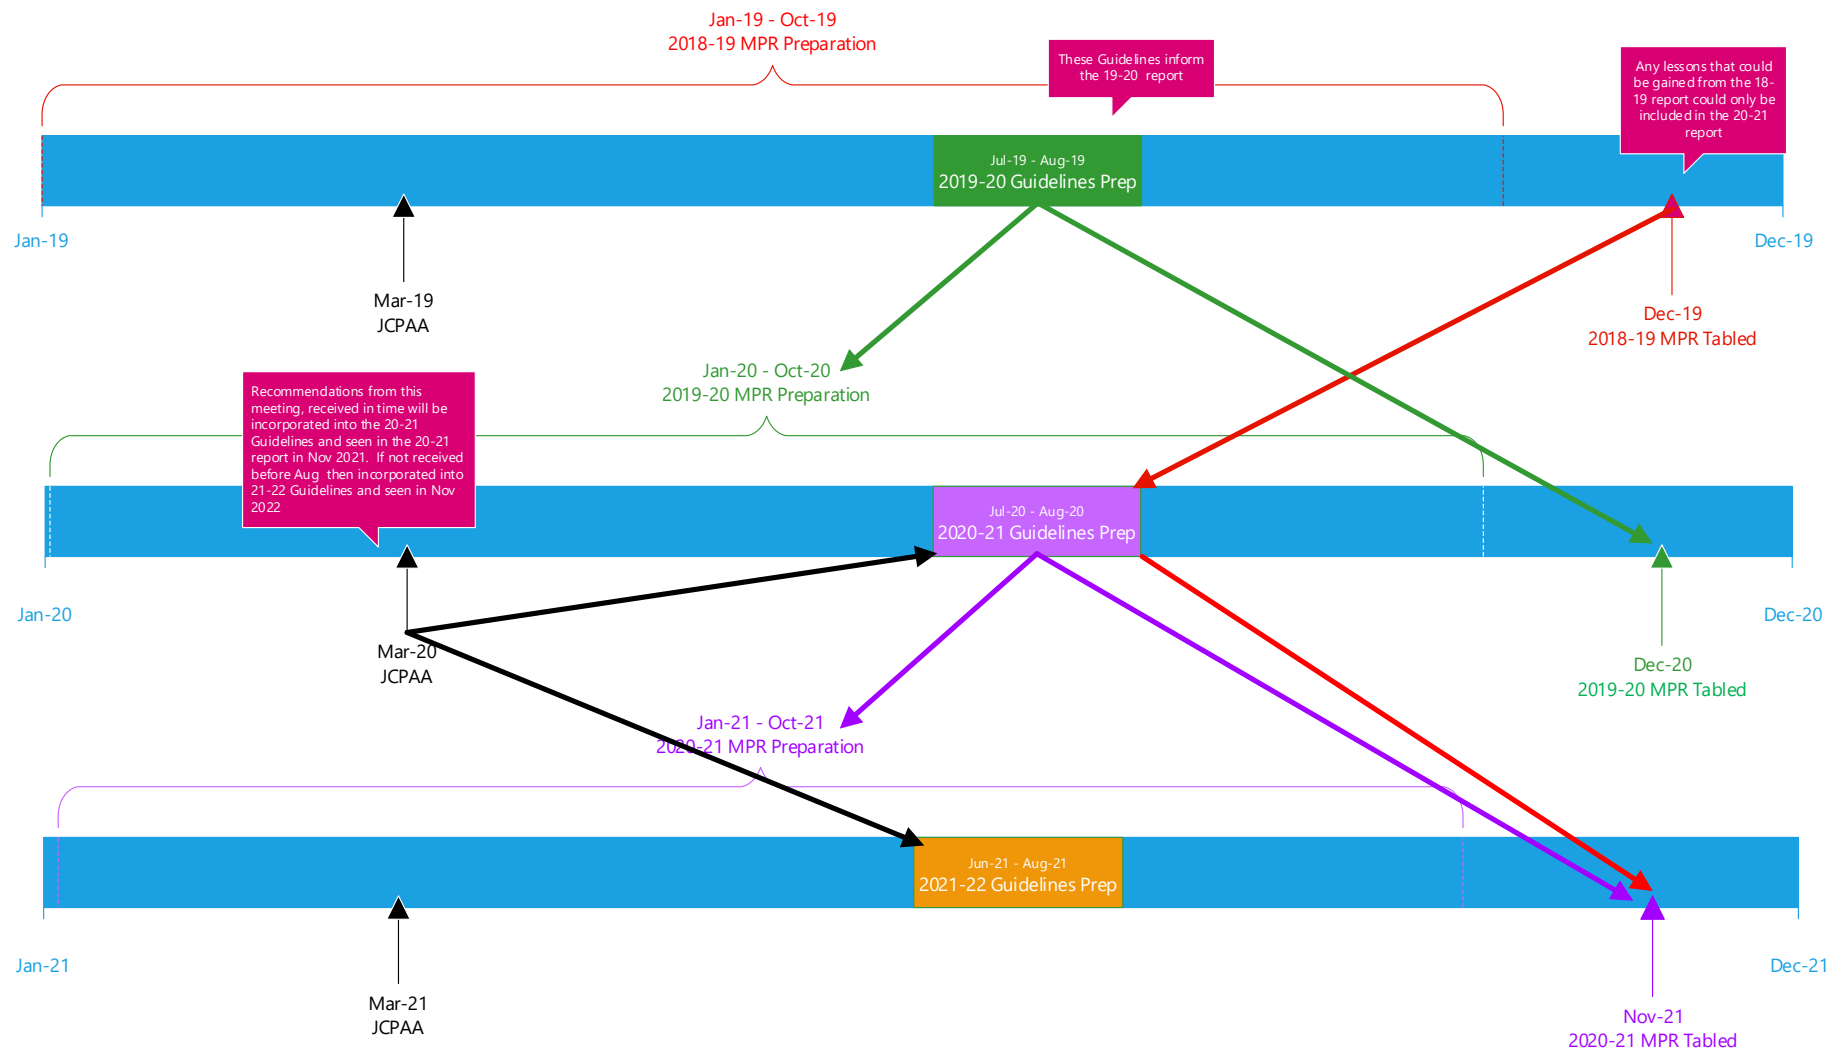 Jan-19 - Oct-19
2018-19 MPR Preparation
These Guidelines inform
the 19-20 report
Any lessons that could
be gained from the 18-
19 report could only be
included in the 20-21
report
Jul-19 - Aug-19
2019-20 Guidelines Prep
Jan-19
Dec-19
Mar-19
JCPAA
Dec-19
2018-19 MPR Tabled
Jan-20 - Oct-20
2019-20 MPR Preparation
Recommendations from this
meeting, received in time will be
incorporated into the 20-21
Guidelines and seen in the 20-21
report in Nov 2021. If not received
before Aug then incorporated into
21-22 Guidelines and seen in Nov
2022
Jul-20 - Aug-20
2020-21 Guidelines Prep
Jan-20
Dec-20
Mar-20
JCPAA
Dec-20
2019-20 MPR Tabled
Jan-21 - Oct-21
2020-21 MPR Preparation
Jun-21 - Aug-21
2021-22 Guidelines Prep
Jan-21
Dec-21
Mar-21
JCPAA
Nov-21
2020-21 MPR Tabled